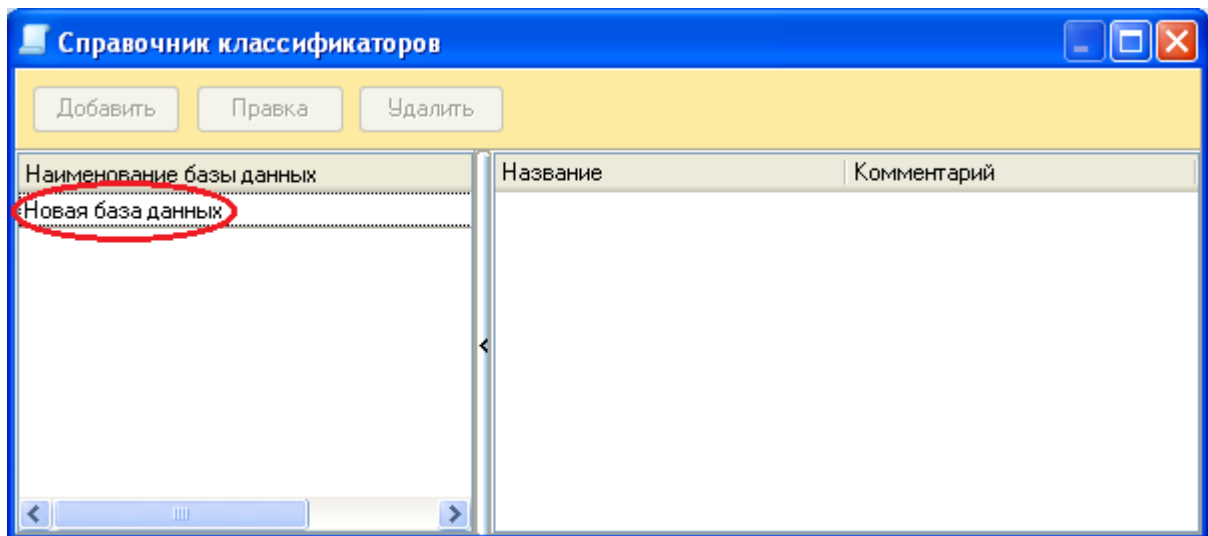 Справочник классификаторов
Добавить Правка Удалить
Наименование базы данных Название Комментарий
Новая база данных